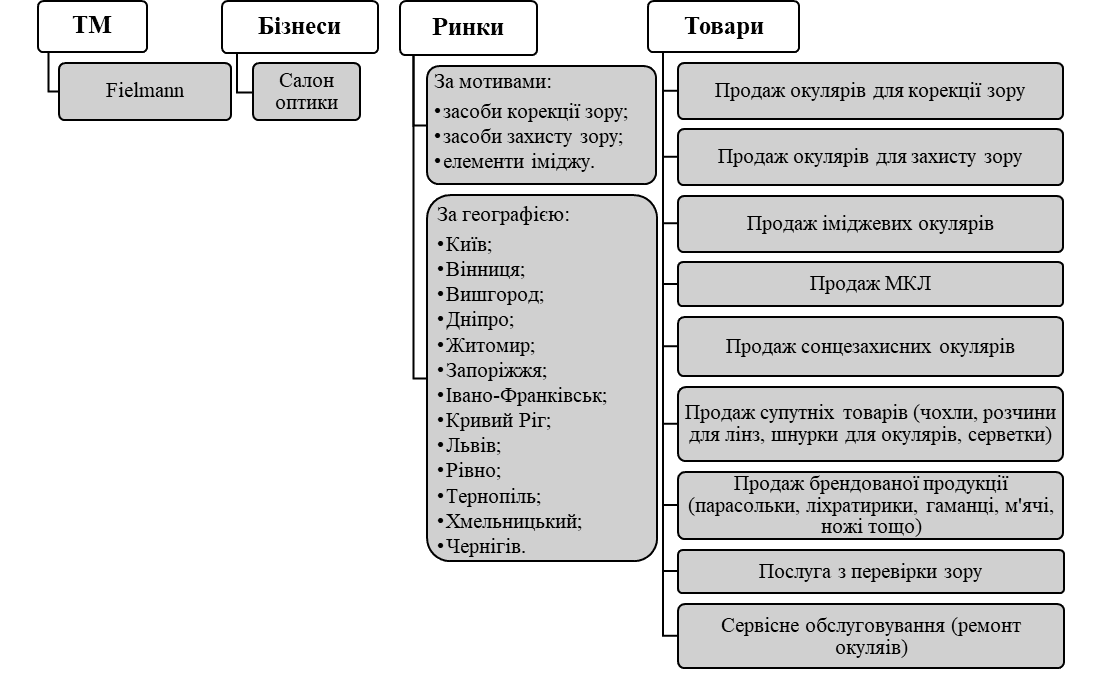 ТМ
Fielmann
Бізнеси
Салон
оптики
Ринки
За мотивами:
•засоби корекції зору;
•засоби захисту зору;
•елементи іміджу.
За географією:
•Київ;
•Вінниця;
•Вишгород;
•Дніпро;
•Житомир;
•Запоріжжя;
•Івано-Франківськ;
•Кривий Ріг;
•Львів;
•Рівно;
•Тернопіль;
•Хмельницький;
•Чернігів.
Товари
Продаж окулярів для корекції зору
Продаж окулярів для захисту зору
Продаж іміджевих окулярів
Продаж МКЛ
Продаж сонцезахисних окулярів
Продаж супутніх товарів (чохли, розчини
для лінз, шнурки для окулярів, серветки)
Продаж брендованої продукції
(парасольки, ліхратирики, гаманці, м'ячі,
ножі тощо)
Послуга з перевірки зору
Сервісне обслуговування (ремонт
окуляів)